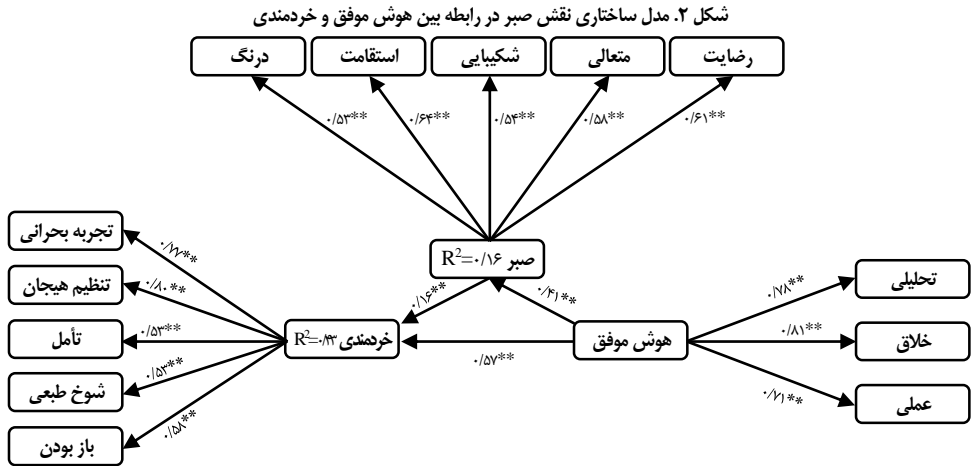 شکل ۲. مدل ساختاری نقش صبر در رابطه بین هوش موفق و خردمندی
رضایت
متعالی
شکیبایی
استقامت
درنگ
۰/۶۱**
۰/۵۸**
۰/۵۴**
۰/۶۴**
۰/۵۳**
صبر R²=۰/۱۶
۰/۴۱**
۰/۱۶**
هوش موفق
۰/۵۷**
خردمندی R²=۰/۴۳
تحلیلی
۰/۷۸**
خلاق
۰/۸۱**
عملی
۰/۷۱**
تجربه بحرانی
۰/۷۷**
تنظیم هیجان
۰/۸۰**
تأمل
۰/۵۳**
شوخ طبعی
۰/۵۳**
باز بودن
۰/۵۸**